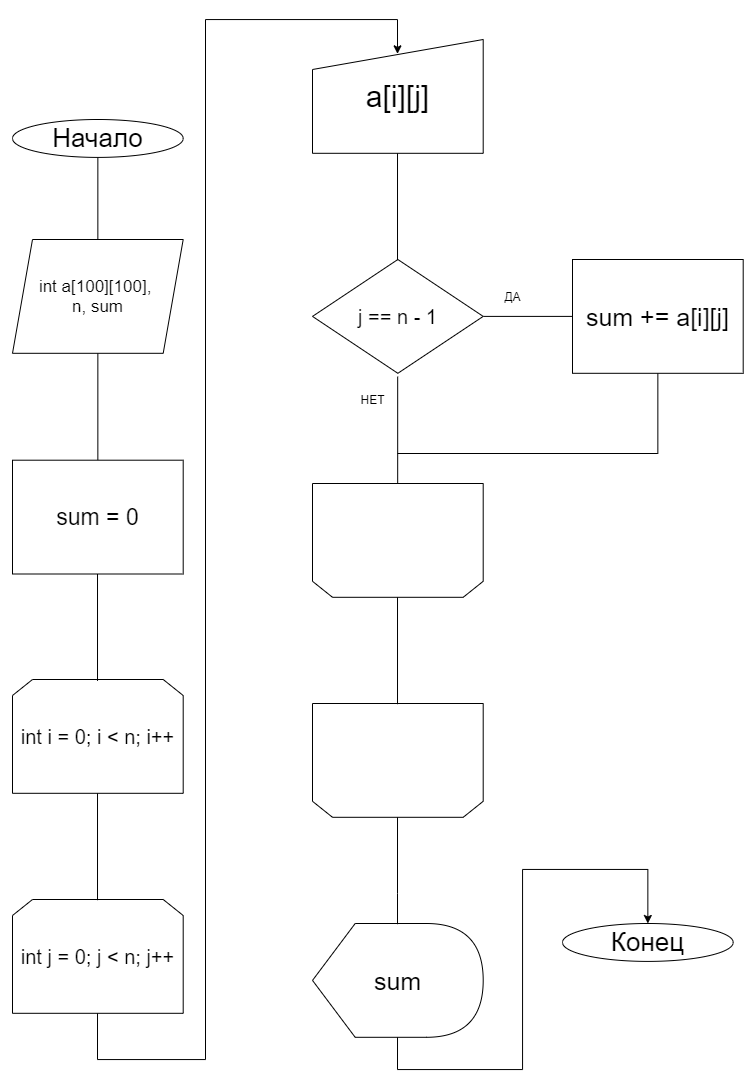 Начало
int a[100][100],
n, sum
sum = 0
int i = 0; i < n; i++
int j = 0; j < n; j++
a[i][j]
j == n - 1
ДА
sum += a[i][j]
НЕТ
sum
Конец